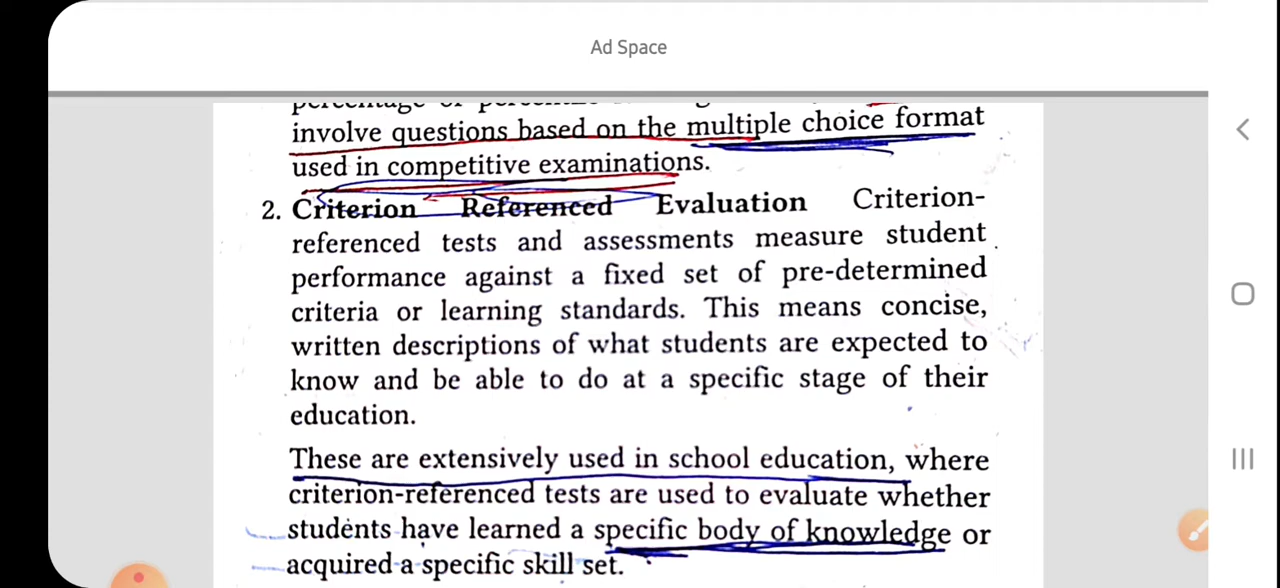 Ad Space
involve questions based on the multiple choice format
used in competitive examinations.
2. Criterion Referenced Evaluation Criterion-
referenced tests and assessments measure student
performance against a fixed set of pre-determined
criteria or learning standards. This means concise,
written descriptions of what students are expected to
know and be able to do at a specific stage of their
education.
These are extensively used in school education, where
criterion-referenced tests are used to evaluate whether
students have learned a specific body of knowledge or
acquired a specific skill set.